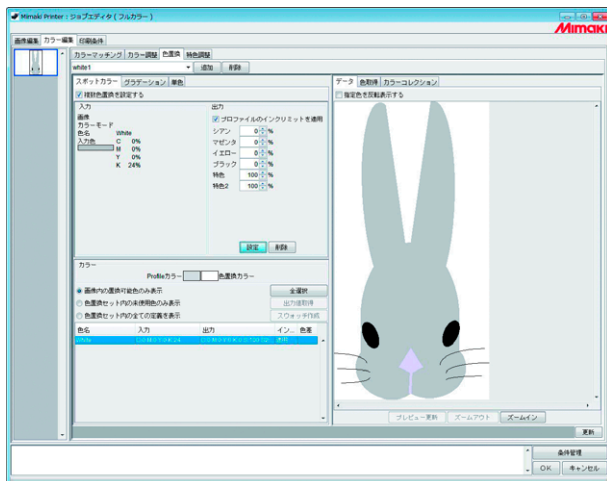 Mimaki Printer : ジョブエディタ ( フルカラー )
Mimaki
画像編集 カラー編集 印刷条件
カラーマッチング カラー調整 色置換 特色調整
white1 追加 削除
スポットカラー グラデーション 単色
データ 色取得 カラーコレクション
複数色置換を設定する
指定色を反転表示する
入力 出力
画像
プロファイルのインクリミットを適用
カラーモード
色名 White
入力色 C 0%
M 0%
Y 0%
K 24%
シアン 0 %
マゼンタ 0 %
イエロー 0 %
ブラック 0 %
特色 100 %
特色2 100 %
設定 削除
カラー
Profileカラー 色置換カラー
画像内の置換可能色のみ表示 全選択
色置換セット内の未使用色のみ表示 出力値取得
色置換セット内の全ての定義を表示 スウォッチ作成
色名 入力 出力 イン... 色差
White
プレビュー更新 ズームアウト ズームイン
更新
条件管理
OK キャンセル